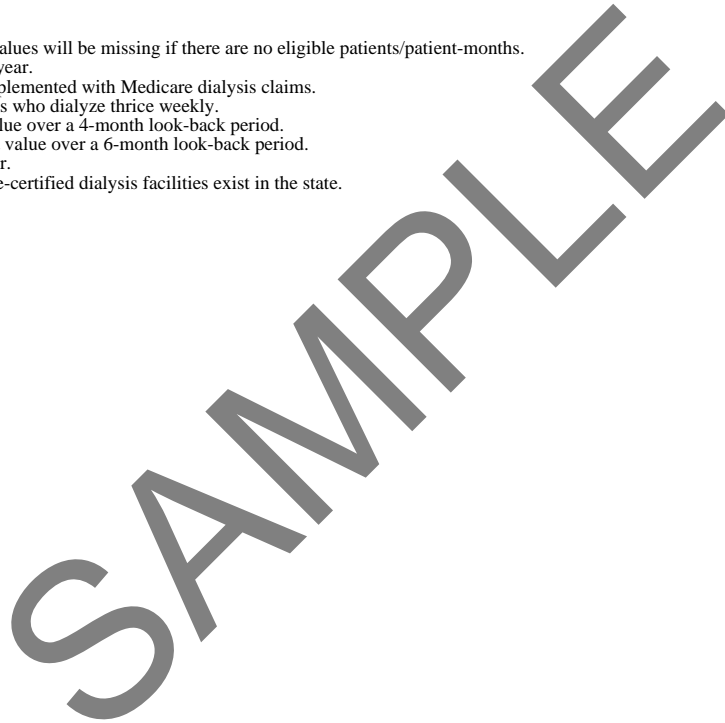 alues will be missing if there are no eligible patients/patient-months.
year.
plemented with Medicare dialysis claims.
s who dialyze thrice weekly.
lue over a 4-month look-back period.
value over a 6-month look-back period.
r.
e-certified dialysis facilities exist in the state.
SAMPLE